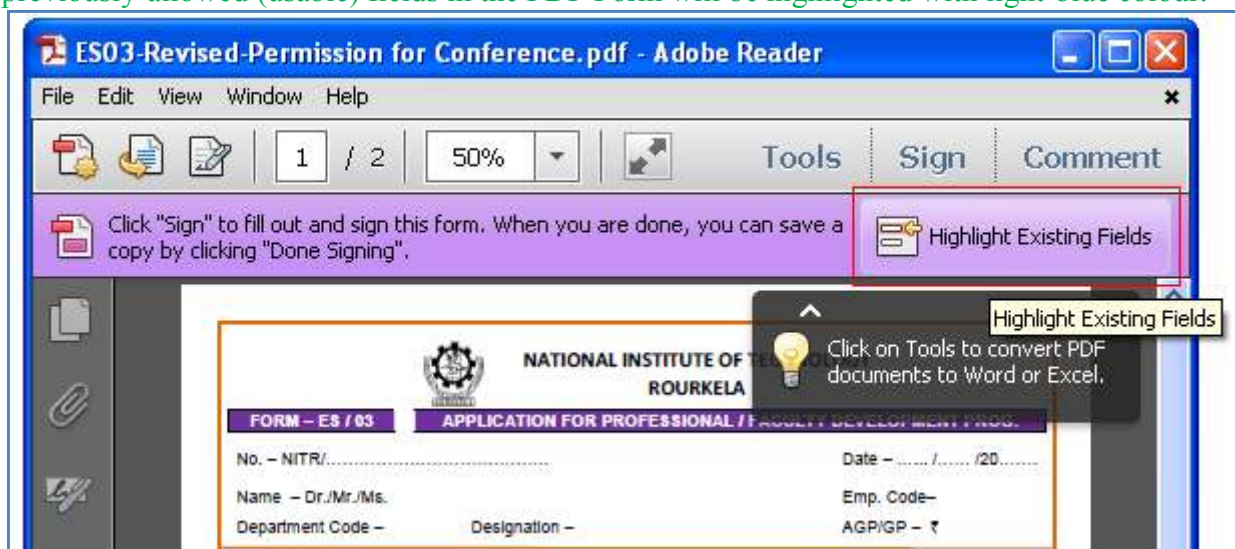 previously allowed (usable) fields in the PDF Form will be highlighted with light blue colour.
ES03-Revised-Permission for Conference.pdf - Adobe Reader
File Edit View Window Help
1 / 2 50% Tools Sign Comment
Click "Sign" to fill out and sign this form. When you are done, you can save a
copy by clicking "Done Signing".
Highlight Existing Fields
Highlight Existing Fields
Click on Tools to convert PDF
documents to Word or Excel.
NATIONAL INSTITUTE OF
ROURKELA
FORM – ES / 03 APPLICATION FOR PROFESSIONAL / FACULTY DEVELOPMENT PROG.
No. – NITR/............................................... Date – ...... /...... /20........
Name – Dr./Mr./Ms. Emp. Code–
Department Code – Designation – AGP/GP – ₹